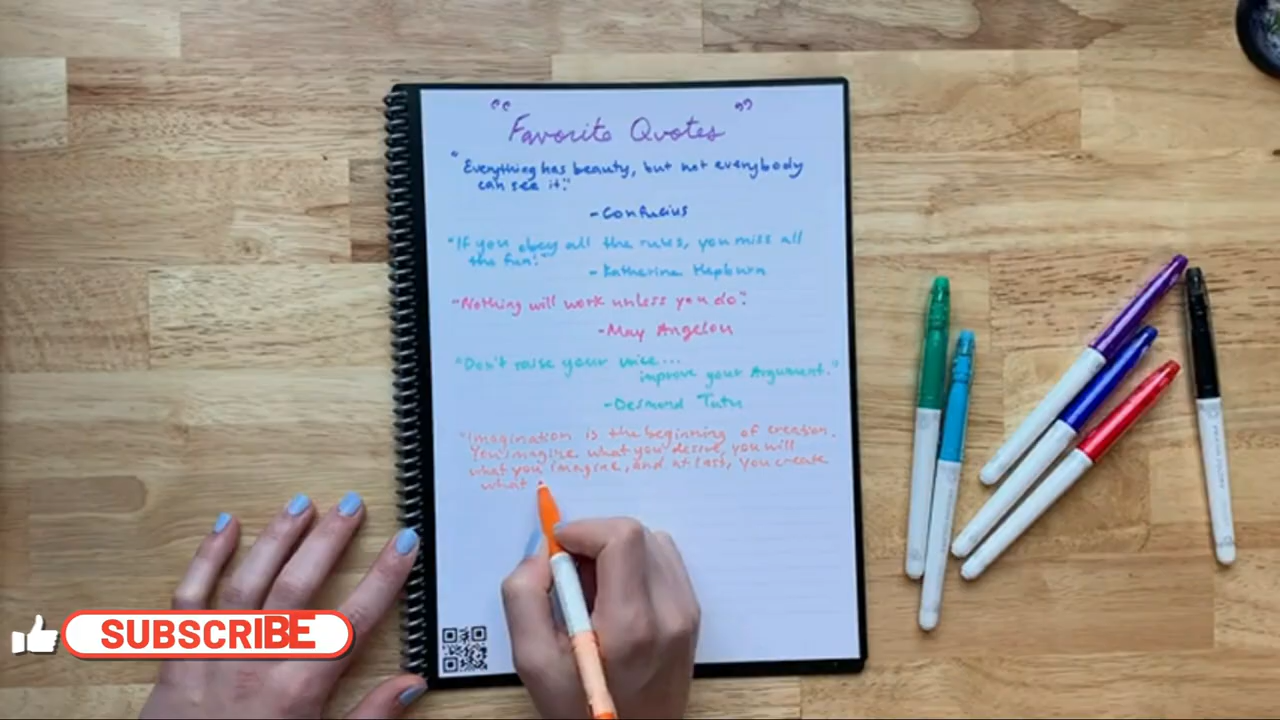 " "
Favorite Quotes
"Everything has beauty, but not everybody
can see it."
-Confucius
"If you obey all the rules, you miss all
the fun."
-Katharine Hepburn
"Nothing will work unless you do."
-May Angelou
"Don't raise your voice...
improve your Argument."
-Desmond Tutu
"Imagination is the beginning of creation.
You imagine what you desire, you will
what you imagine, and at last, you create
what
SUBSCRIBE